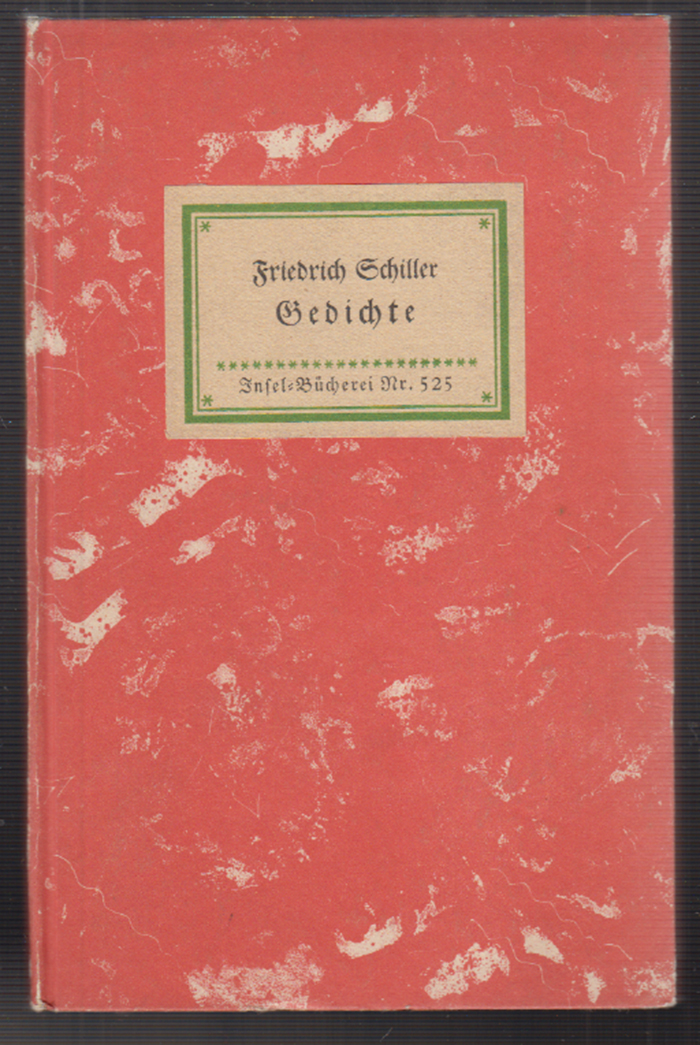 Friedrich Schiller
Gedichte
Insel-Bücherei Nr. 525